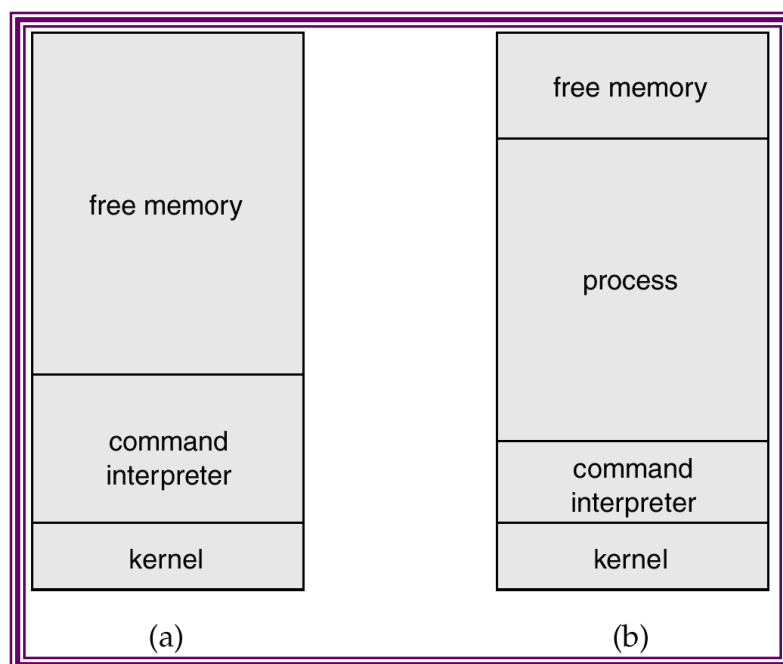 free memory
command
interpreter
kernel
(a)
free memory
process
command
interpreter
kernel
(b)